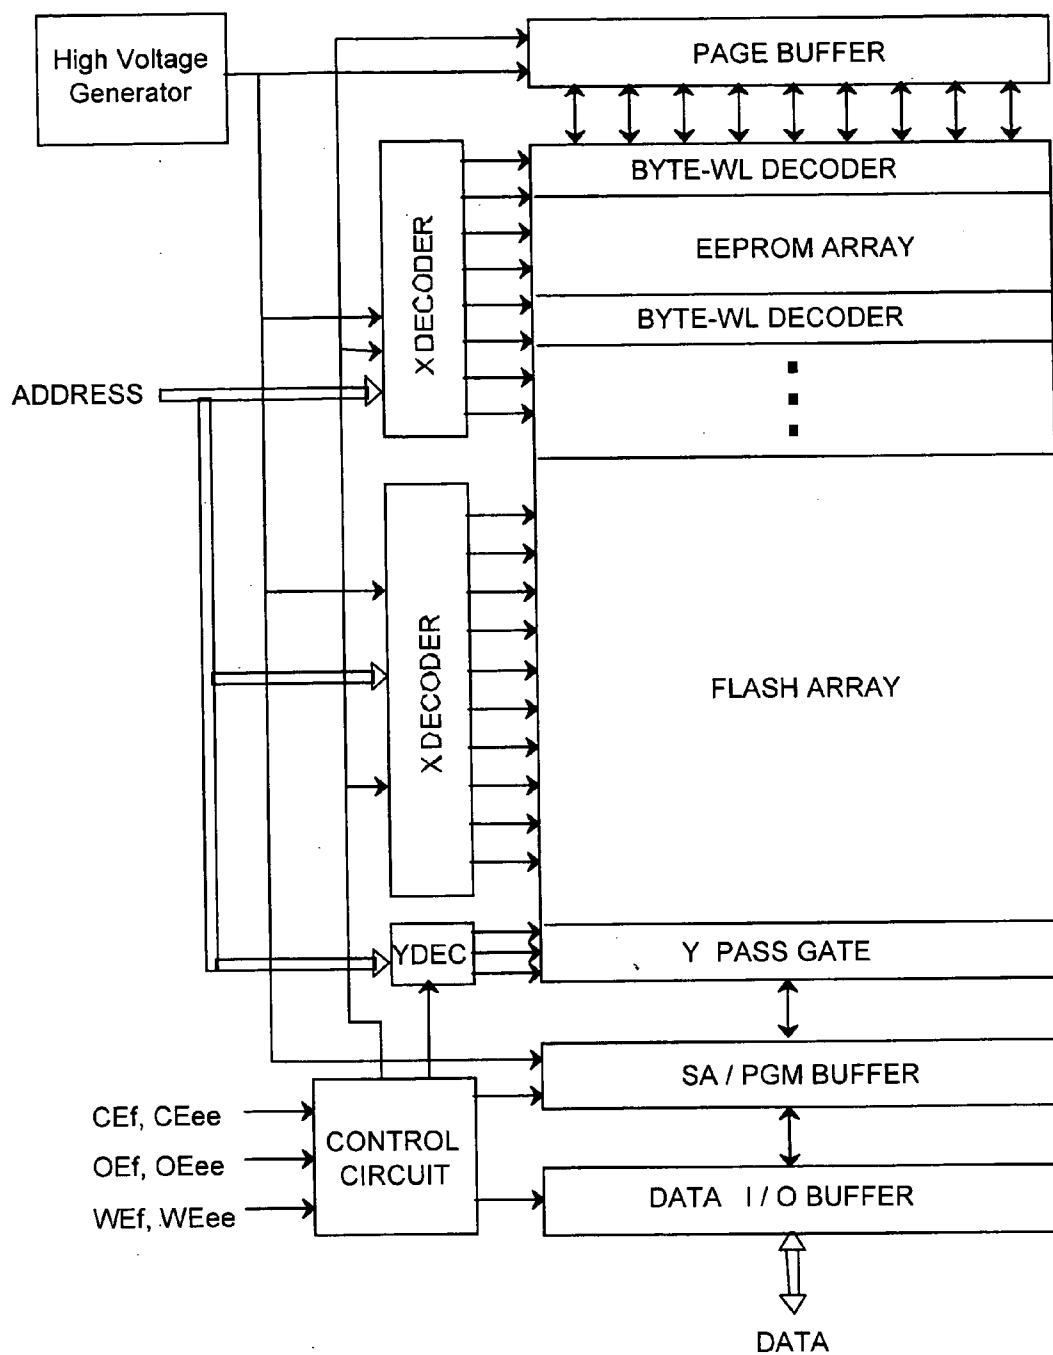 High Voltage
Generator
PAGE BUFFER
BYTE-WL DECODER
EEPROM ARRAY
BYTE-WL DECODER
X DECODER
ADDRESS
X DECODER
FLASH ARRAY
YDEC
Y PASS GATE
SA / PGM BUFFER
CEf, CEee
OEf, OEee
WEf, WEee
CONTROL
CIRCUIT
DATA I / O BUFFER
DATA